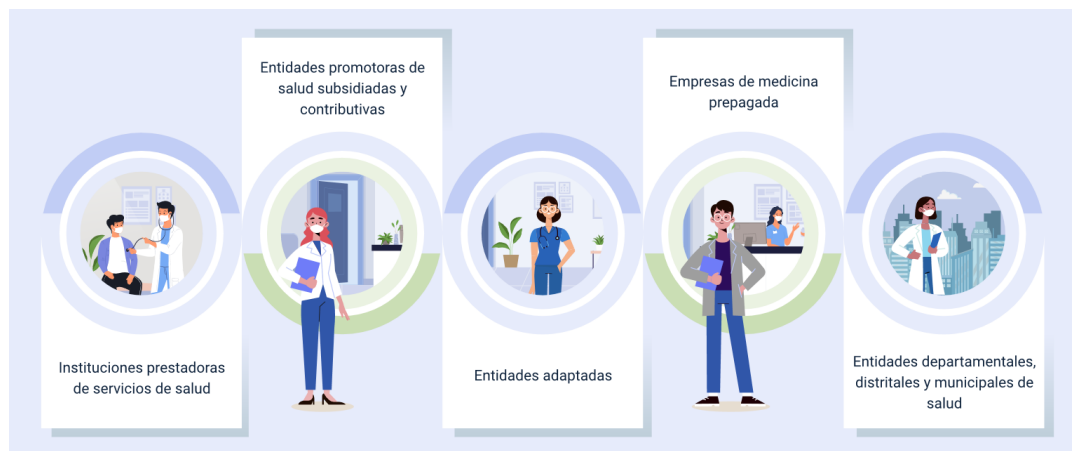 Entidades promotoras de
salud subsidiadas y
contributivas
Empresas de medicina
prepagada
Instituciones prestadoras
de servicios de salud
Entidades adaptadas
Entidades departamentales,
distritales y municipales de
salud